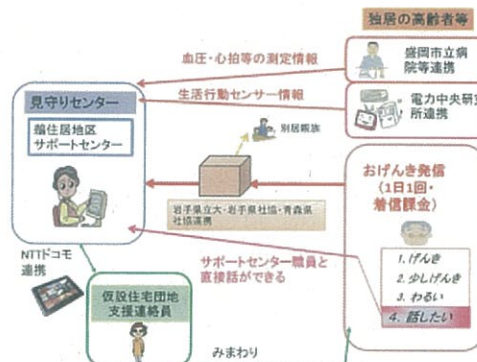 独居の高齢者等
血圧・心拍等の測定情報
盛岡市立病
院等連携
見守りセンター
生活行動センサー情報
電力中央研究
所連携
鵜住居地区
サポートセンター
別居親族
おげんき発信
(1日1回・
着信課金)
岩手県立大・岩手県社協・青森県
社協連携
1. げんき
2. 少しげんき
3. わるい
4. 話したい
NTTドコモ
連携
サポートセンター職員と
直接話ができる
仮設住宅団地
支援連絡員
みまわり